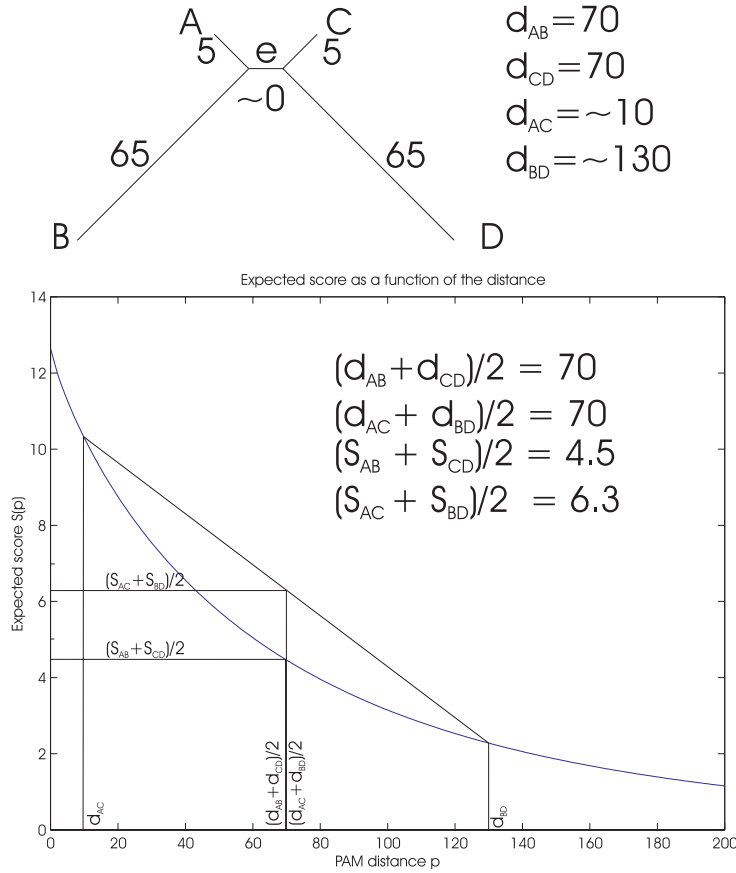 A C
5 e 5
~0
65 65
B D
d_AB = 70
d_CD = 70
d_AC = ~10
d_BD = ~130
Expected score as a function of the distance
(d_AB + d_CD)/2 = 70
(d_AC + d_BD)/2 = 70
(S_AB + S_CD)/2 = 4.5
(S_AC + S_BD)/2 = 6.3
Expected score S(p)
14
12
10
8
6
4
2
0
(S_AC + S_BD)/2
(S_AB + S_CD)/2
d_AC
(d_AB + d_CD)/2
(d_AC + d_BD)/2
d_BD
0 20 40 60 80 100 120 140 160 180 200
PAM distance p